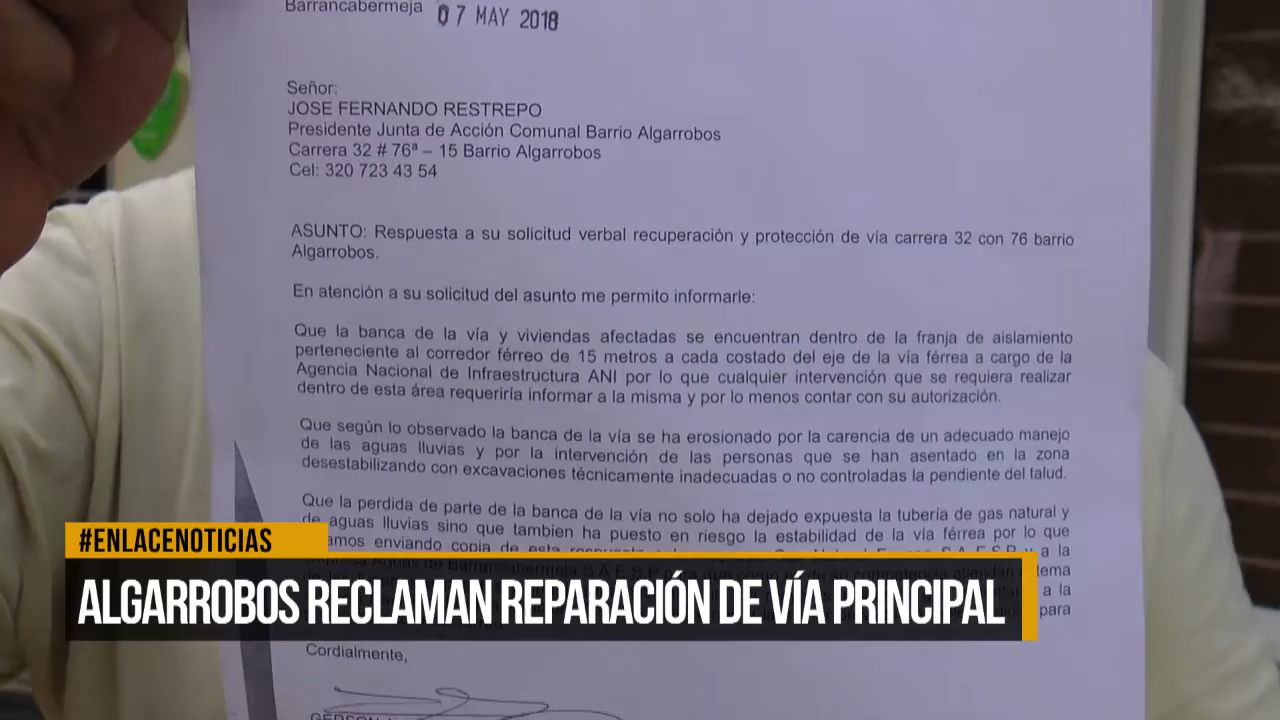 Barrancabermeja 07 MAY 2018
Señor:
JOSE FERNANDO RESTREPO
Presidente Junta de Acción Comunal Barrio Algarrobos
Carrera 32 # 76ª – 15 Barrio Algarrobos
Cel: 320 723 43 54
ASUNTO: Respuesta a su solicitud verbal recuperación y protección de vía carrera 32 con 76 barrio
Algarrobos.
En atención a su solicitud del asunto me permito informarle:
Que la banca de la vía y viviendas afectadas se encuentran dentro de la franja de aislamiento
perteneciente al corredor férreo de 15 metros a cada costado del eje de la vía férrea a cargo de la
Agencia Nacional de Infraestructura ANI por lo que cualquier intervención que se requiera realizar
dentro de esta área requeriría informar a la misma y por lo menos contar con su autorización.
Que según lo observado la banca de la vía se ha erosionado por la carencia de un adecuado manejo
de las aguas lluvias y por la intervención de las personas que se han asentado en la zona
desestabilizando con excavaciones técnicamente inadecuadas o no controladas la pendiente del talud.
Que la perdida de parte de la banca de la vía no solo ha dejado expuesta la tubería de gas natural y
de aguas lluvias sino que tambien ha puesto en riesgo la estabilidad de la vía férrea por lo que
enviando copia de esta a la
a la
para
Cordialmente,
#ENLACENOTICIAS
ALGARROBOS RECLAMAN REPARACIÓN DE VÍA PRINCIPAL